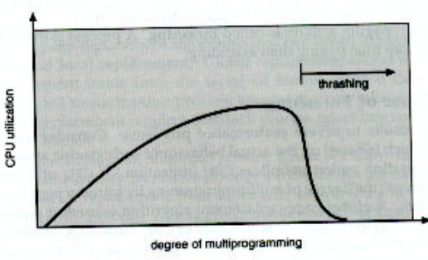 thrashing
CPU utilization
degree of multiprogramming